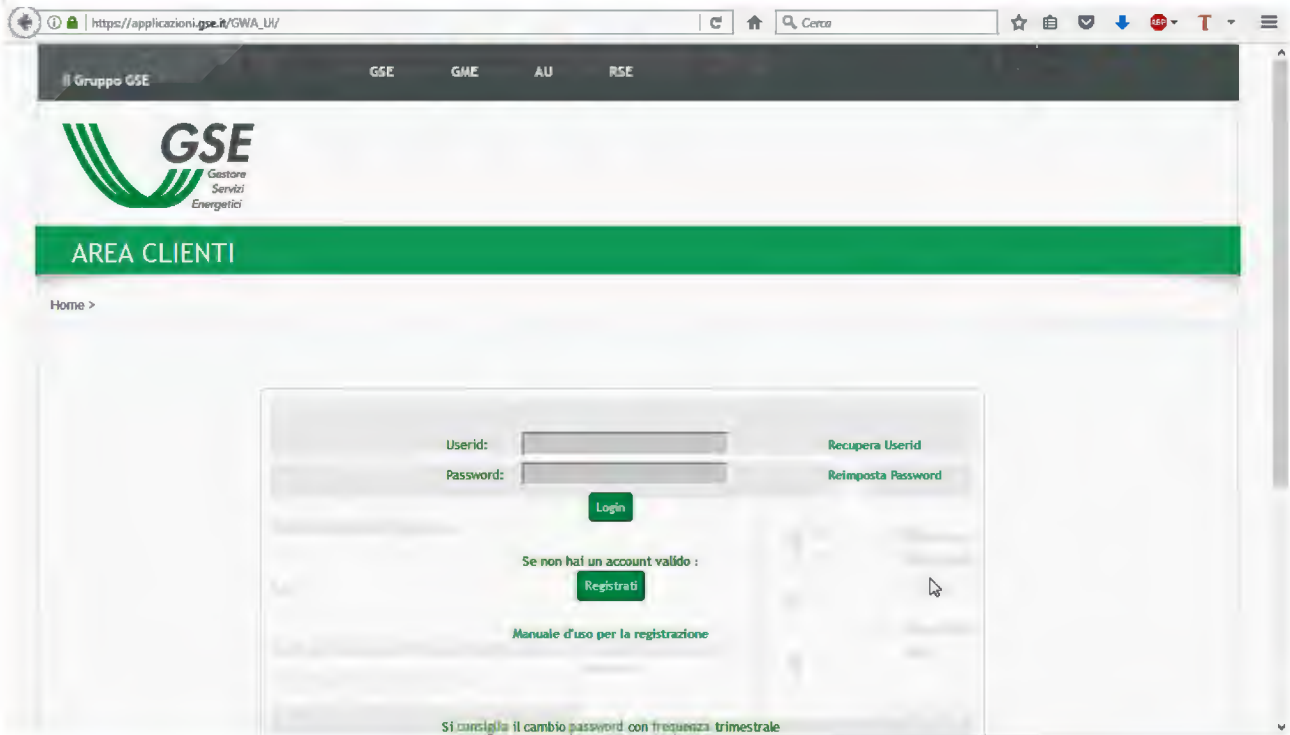 https://applicazioni.gse.it/GWA_UI/
Cerca
ABP
T
Il Gruppo GSE
GSE GME AU RSE
GSE
Gestore
Servizi
Energetici
AREA CLIENTI
Home >
Userid:
Recupera Userid
Password:
Reimposta Password
Login
Se non hai un account valido :
Registrati
Manuale d'uso per la registrazione
Si consiglia il cambio password con frequenza trimestrale